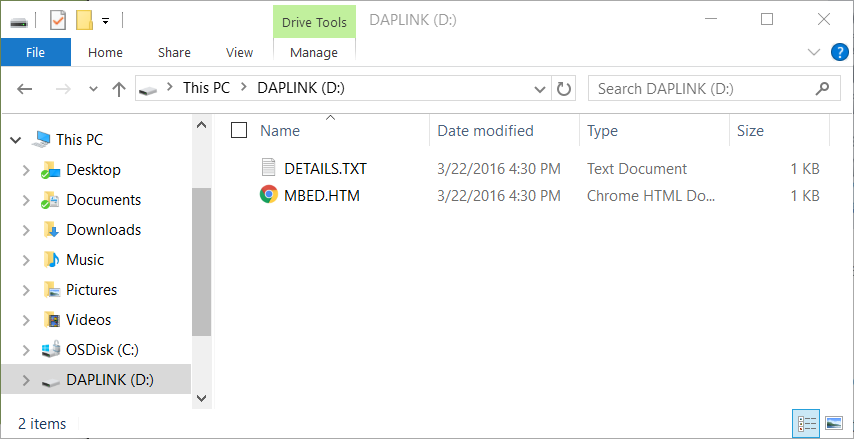 Drive Tools DAPLINK (D:)
File Home Share View Manage ?
This PC DAPLINK (D:) Search DAPLINK (D:)
Name Date modified Type Size
This PC
DETAILS.TXT 3/22/2016 4:30 PM Text Document 1 KB
Desktop
MBED.HTM 3/22/2016 4:30 PM Chrome HTML Do... 1 KB
Documents
Downloads
Music
Pictures
Videos
OSDisk (C:)
DAPLINK (D:)
2 items